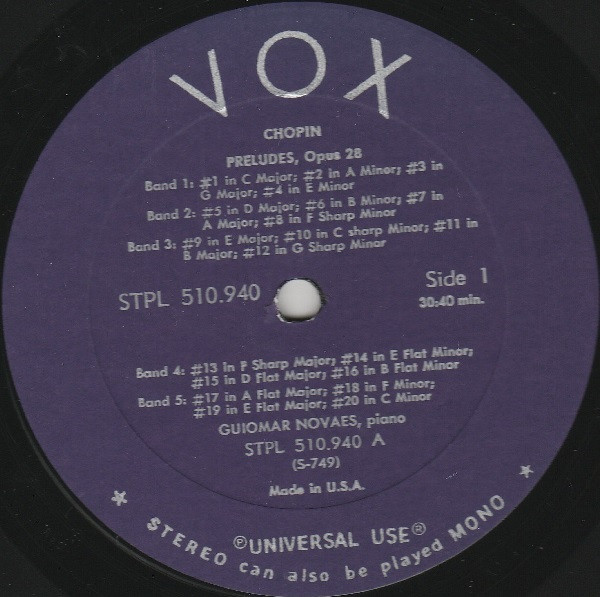 VOX
CHOPIN
PRELUDES, Opus 28
Band 1: #1 in C Major; #2 in A Minor; #3 in
G Major; #4 in E Minor
Band 2: #5 in D Major; #6 in B Minor; #7 in
A Major; #8 in F Sharp Minor
Band 3: #9 in E Major; #10 in C sharp Minor; #11 in
B Major; #12 in G Sharp Minor
STPL 510.940
Side 1
30:40 min.
Band 4: #13 in F Sharp Major; #14 in E Flat Minor;
#15 in D Flat Major; #16 in B Flat Minor
Band 5: #17 in A Flat Major; #18 in F Minor;
#19 in E Flat Major; #20 in C Minor
GUIOMAR NOVAES, piano
STPL 510.940 A
(S-749)
Made in U.S.A.
℗UNIVERSAL USE®
★ STEREO can also be played MONO ★